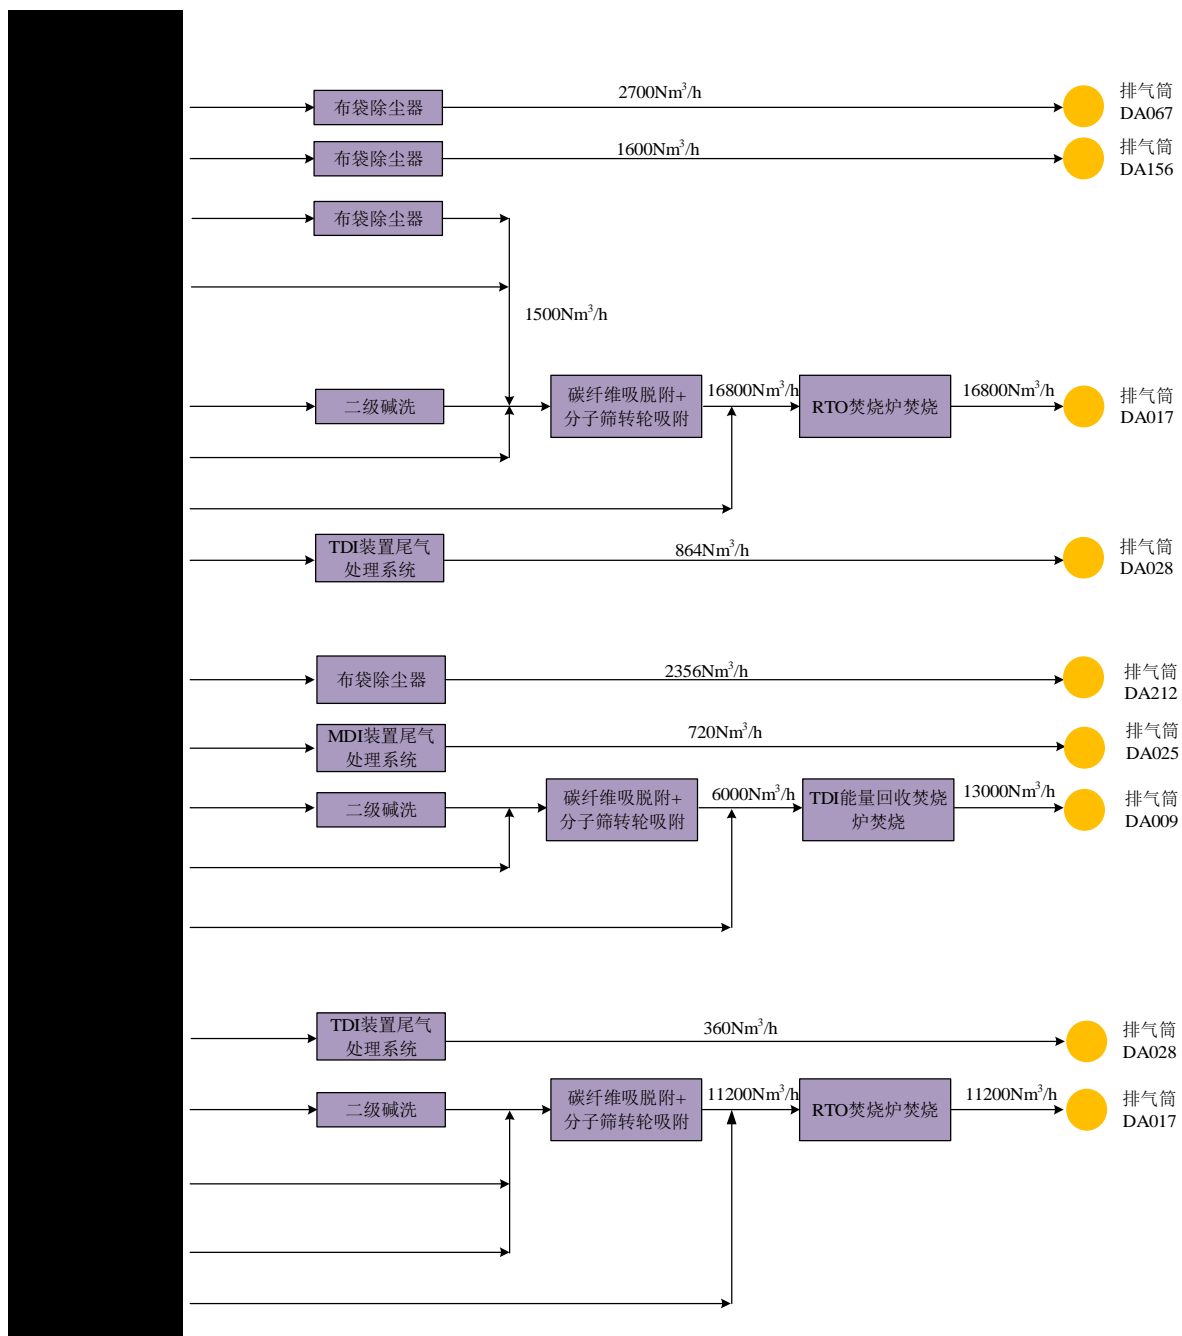 2700Nm³/h
布袋除尘器
排气筒
DA067
1600Nm³/h
布袋除尘器
排气筒
DA156
布袋除尘器
1500Nm³/h
二级碱洗
碳纤维吸脱附+
分子筛转轮吸附
16800Nm³/h
RTO焚烧炉焚烧
16800Nm³/h
排气筒
DA017
TDI装置尾气
处理系统
864Nm³/h
排气筒
DA028
布袋除尘器
2356Nm³/h
排气筒
DA212
MDI装置尾气
处理系统
720Nm³/h
排气筒
DA025
二级碱洗
碳纤维吸脱附+
分子筛转轮吸附
6000Nm³/h
TDI能量回收焚烧
炉焚烧
13000Nm³/h
排气筒
DA009
TDI装置尾气
处理系统
360Nm³/h
排气筒
DA028
二级碱洗
碳纤维吸脱附+
分子筛转轮吸附
11200Nm³/h
RTO焚烧炉焚烧
11200Nm³/h
排气筒
DA017